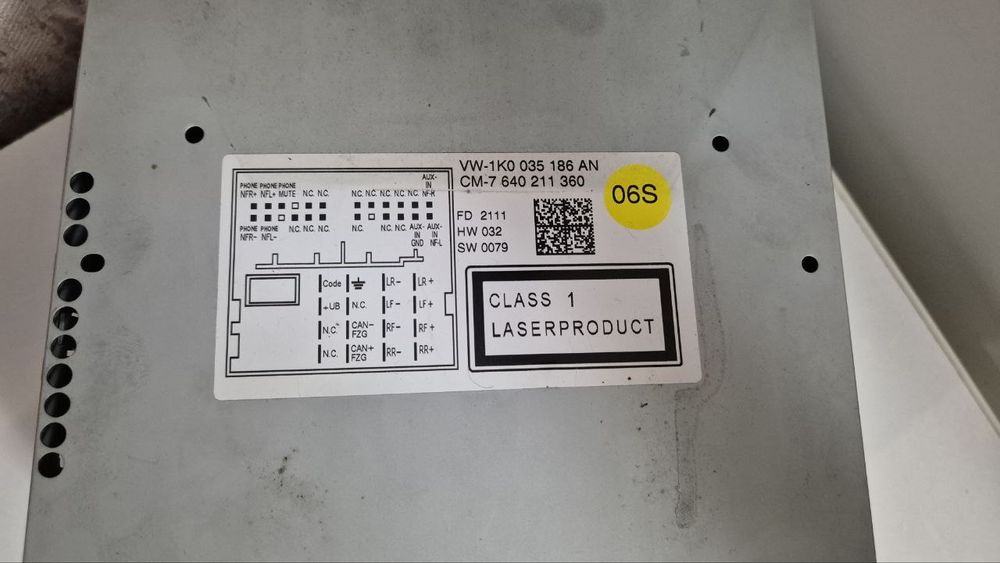 VW-1K0 035 186 AN
CM-7 640 211 360
06S
FD 2111
HW 032
SW 0079
CLASS 1
LASERPRODUCT
AUX-
PHONE PHONE PHONE IN
NFR+ NFL+ MUTE N.C. N.C. N.C. N.C. N.C. N.C. N.C. NF-R
PHONE PHONE N.C. N.C. N.C. N.C. N.C. N.C. AUX- AUX-
NFR- NFL- IN IN
GND NF-L
Code LR- LR+
+UB N.C. LF- LF+
N.C. CAN- FZG RF- RF+
N.C. CAN+ FZG RR- RR+